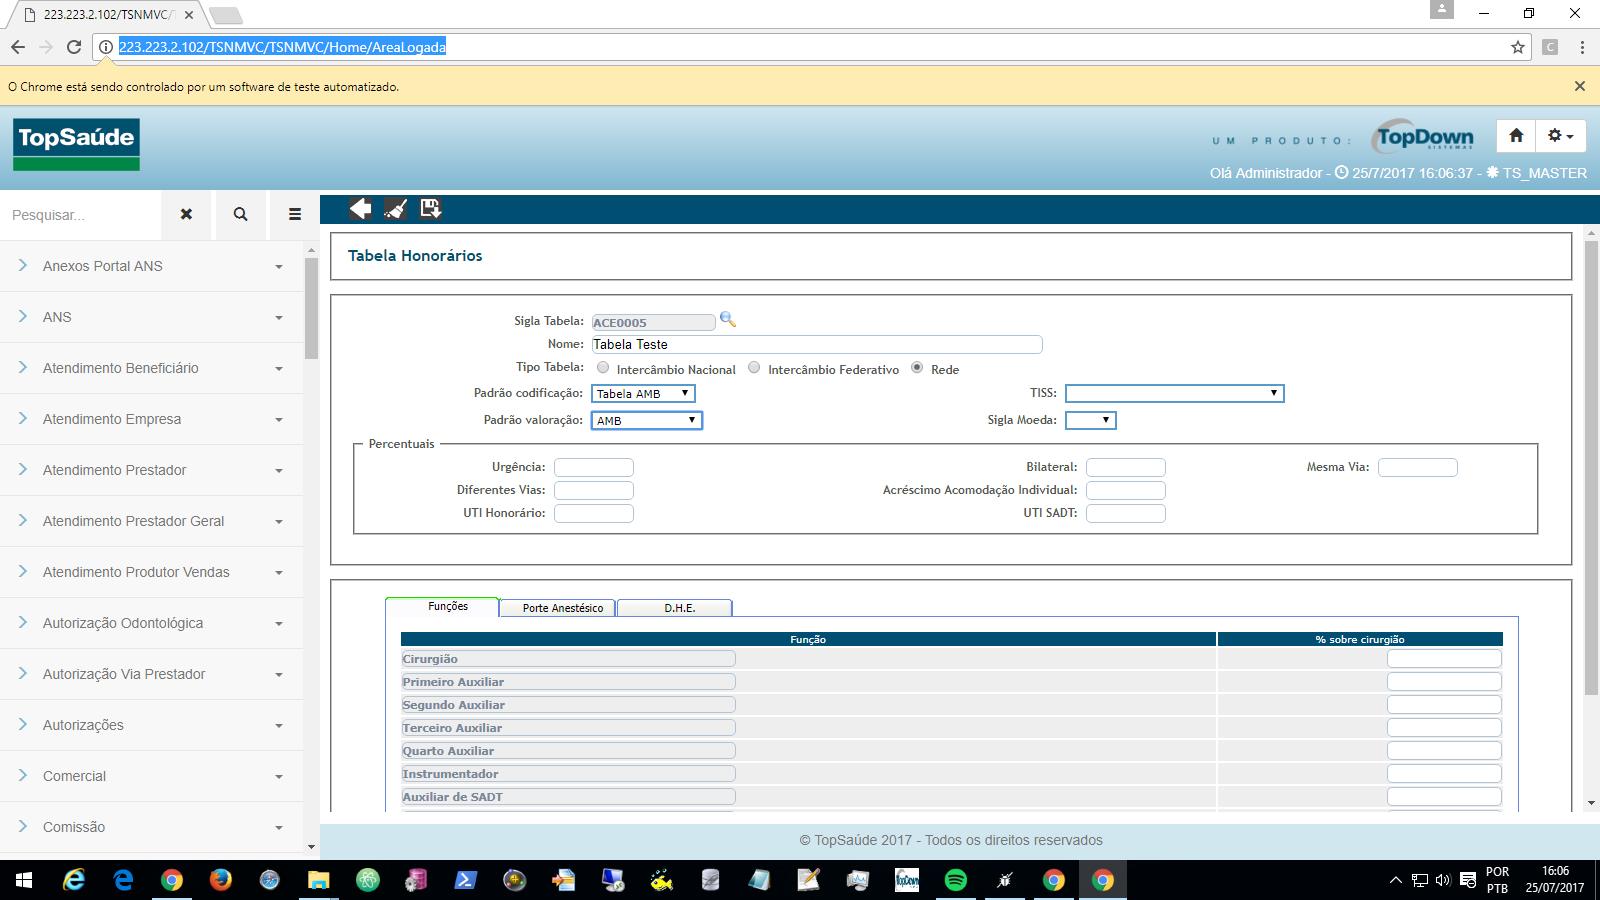 223.223.2.102/TSNMVC/T
223.223.2.102/TSNMVC/TSNMVC/Home/AreaLogada
C
O Chrome está sendo controlado por um software de teste automatizado.
TopSaúde
UM PRODUTO:
TopDown
SISTEMAS
Olá Administrador - 25/7/2017 16:06:37 - TS_MASTER
Pesquisar...
Anexos Portal ANS
ANS
Atendimento Beneficiário
Atendimento Empresa
Atendimento Prestador
Atendimento Prestador Geral
Atendimento Produtor Vendas
Autorização Odontológica
Autorização Via Prestador
Autorizações
Comercial
Comissão
Tabela Honorários
Sigla Tabela: ACE0005
Nome: Tabela Teste
Tipo Tabela: Intercâmbio Nacional Intercâmbio Federativo Rede
Padrão codificação: Tabela AMB TISS:
Padrão valoração: AMB Sigla Moeda:
Percentuais
Urgência: Bilateral: Mesma Via:
Diferentes Vias: Acréscimo Acomodação Individual:
UTI Honorário: UTI SADT:
Funções Porte Anestésico D.H.E.
Função % sobre cirurgião
Cirurgião
Primeiro Auxiliar
Segundo Auxiliar
Terceiro Auxiliar
Quarto Auxiliar
Instrumentador
Auxiliar de SADT
© TopSaúde 2017 - Todos os direitos reservados
TopDown
POR
PTB
16:06
25/07/2017